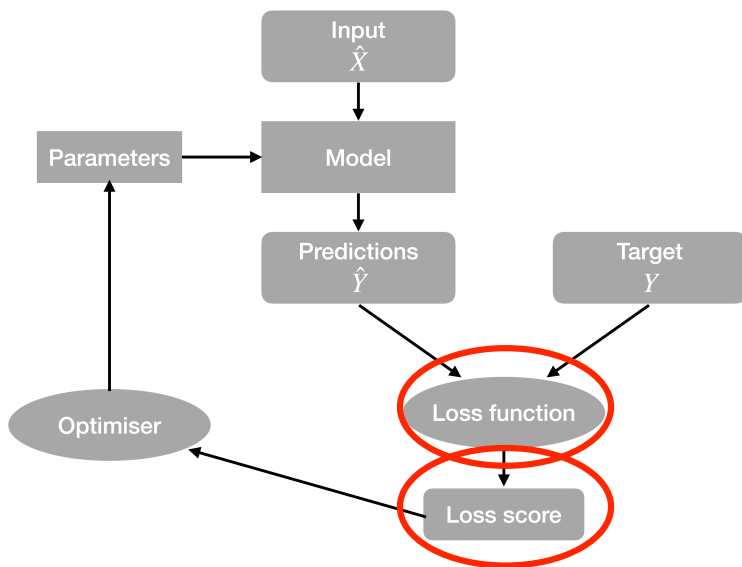 Input
X̂
Parameters
Model
Predictions
Ŷ
Target
Y
Optimiser
Loss function
Loss score